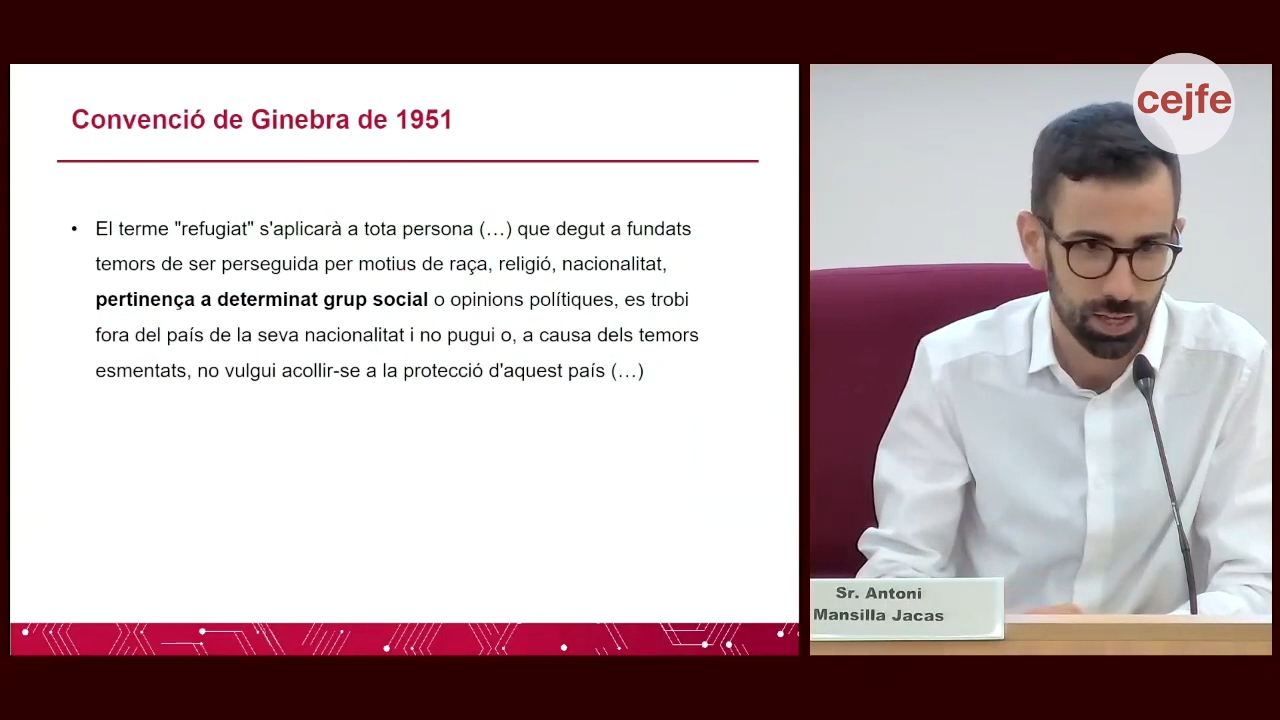 Convenció de Ginebra de 1951
• El terme "refugiat" s'aplicarà a tota persona (…) que degut a fundats
temors de ser perseguida per motius de raça, religió, nacionalitat,
pertinença a determinat grup social o opinions polítiques, es trobi
fora del país de la seva nacionalitat i no pugui o, a causa dels temors
esmentats, no vulgui acollir-se a la protecció d'aquest país (…)
cejfe
Sr. Antoni
Mansilla Jacas